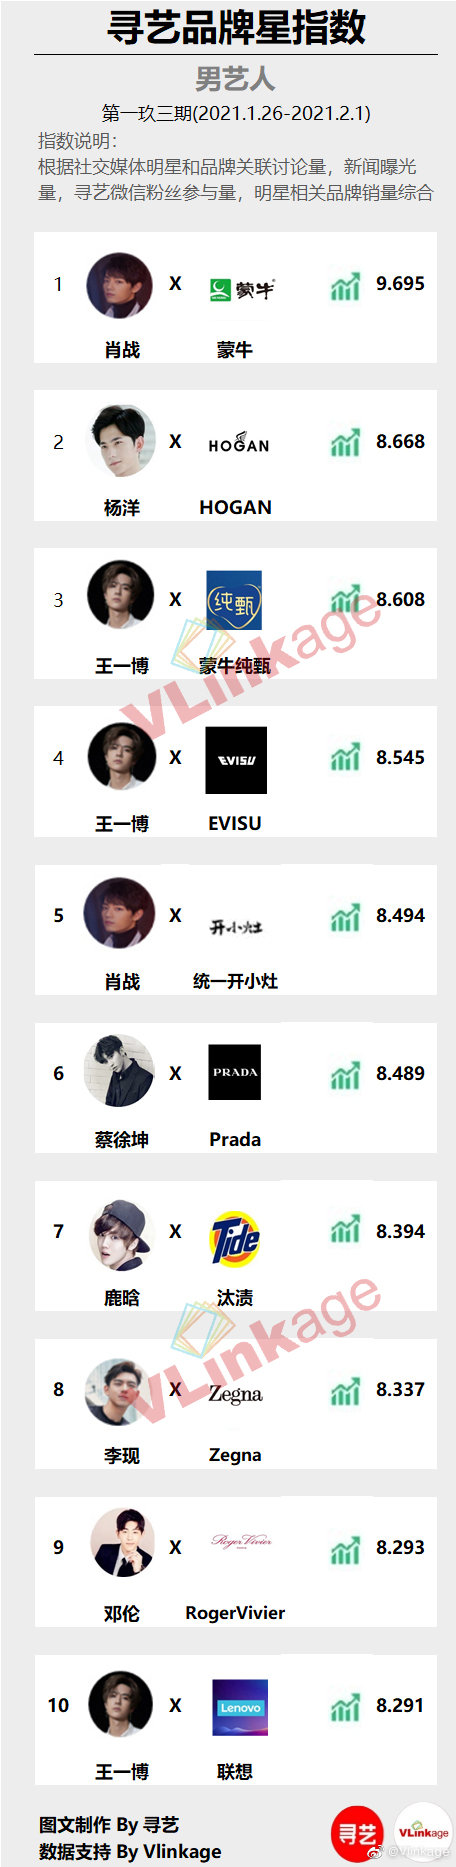 寻艺品牌星指数
男艺人
第一玖三期(2021.1.26-2021.2.1)
指数说明：
根据社交媒体明星和品牌关联讨论量，新闻曝光
量，寻艺微信粉丝参与量，明星相关品牌销量综合
1 X 蒙牛 9.695
肖战 蒙牛
2 X HOGAN 8.668
杨洋 HOGAN
3 X 纯甄 8.608
王一博 蒙牛纯甄
VLinkage
4 X EVISU 8.545
王一博 EVISU
5 X 开小灶 8.494
肖战 统一开小灶
6 X PRADA 8.489
蔡徐坤 Prada
7 X Tide 8.394
鹿晗 汰渍
VLinkage
8 X Zegna 8.337
李现 Zegna
9 X Roger Vivier 8.293
邓伦 RogerVivier
10 X Lenovo 8.291
王一博 联想
图文制作 By 寻艺
数据支持 By Vlinkage
寻艺
VLinkage
@Vlinkage